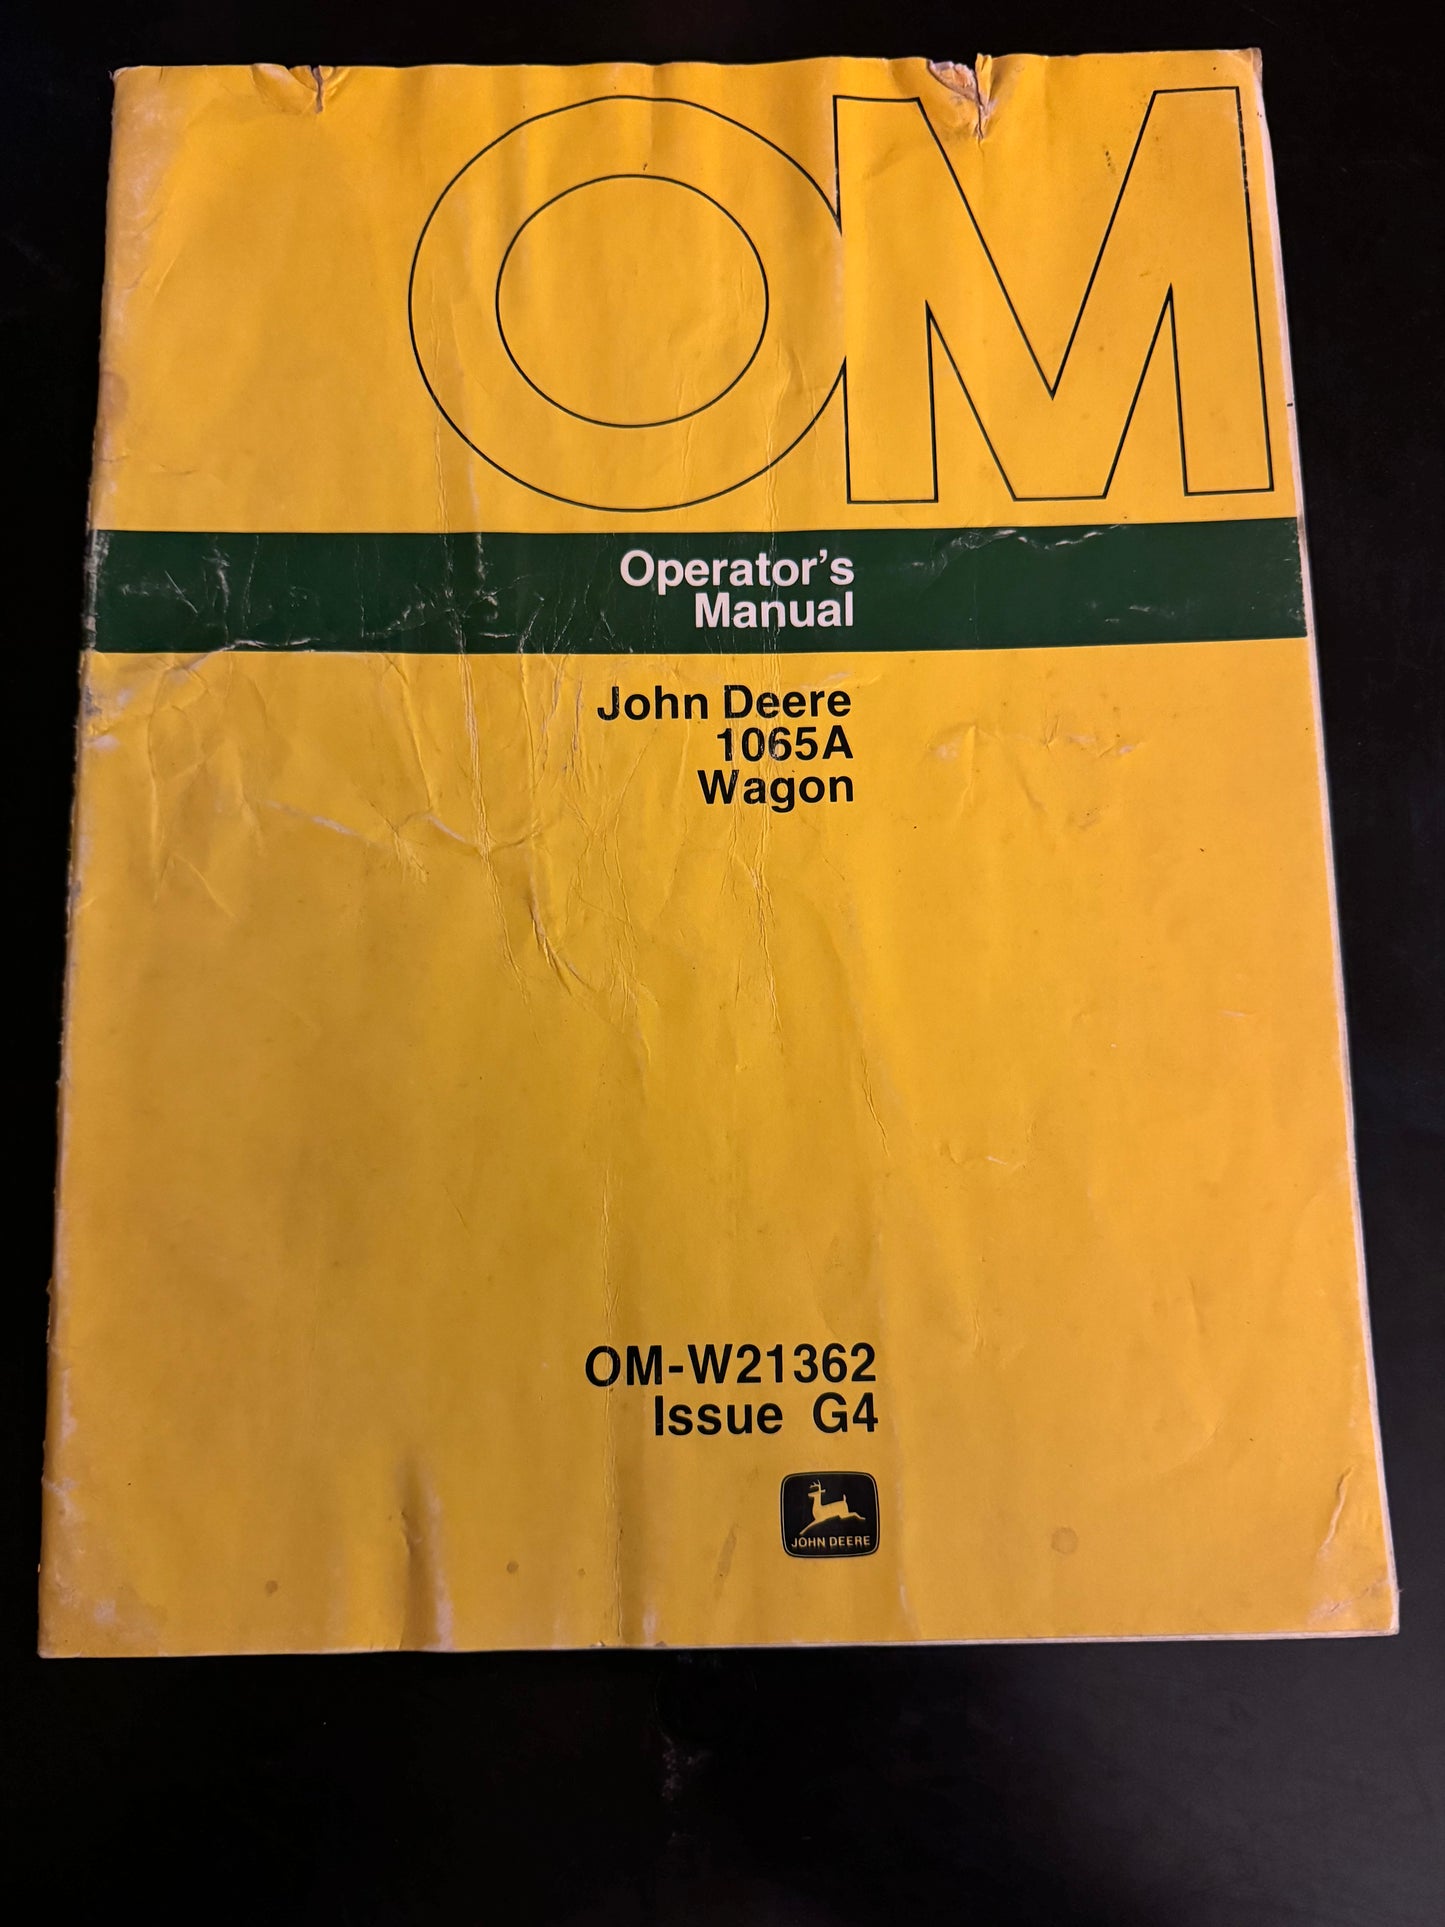 OM
Operator's
Manual
John Deere
1065A
Wagon
OM-W21362
Issue G4
JOHN DEERE